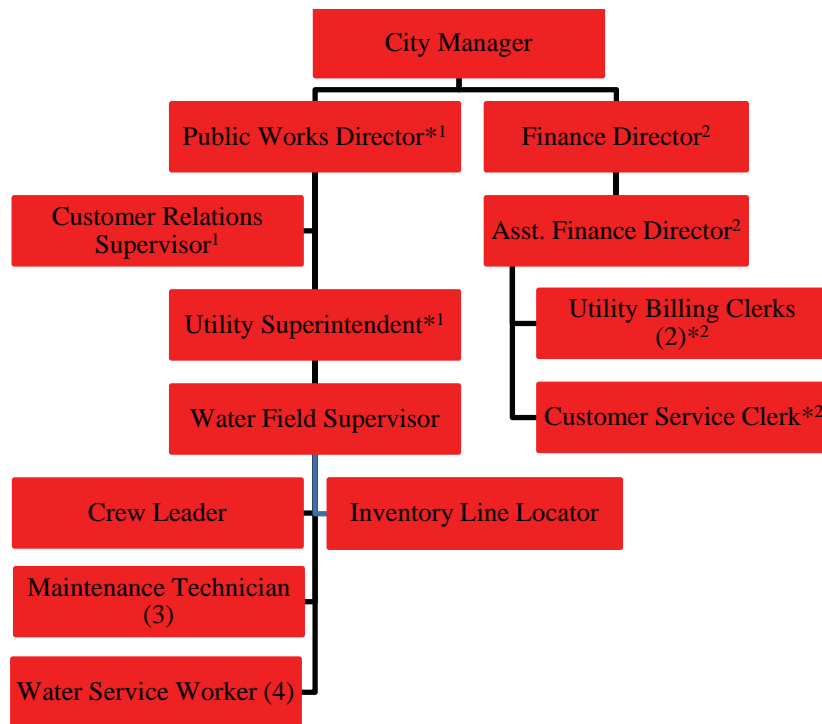 City Manager
Public Works Director*¹
Finance Director²
Customer Relations
Supervisor¹
Asst. Finance Director²
Utility Superintendent*¹
Utility Billing Clerks
(2)*²
Water Field Supervisor
Customer Service Clerk*²
Crew Leader
Inventory Line Locator
Maintenance Technician
(3)
Water Service Worker (4)